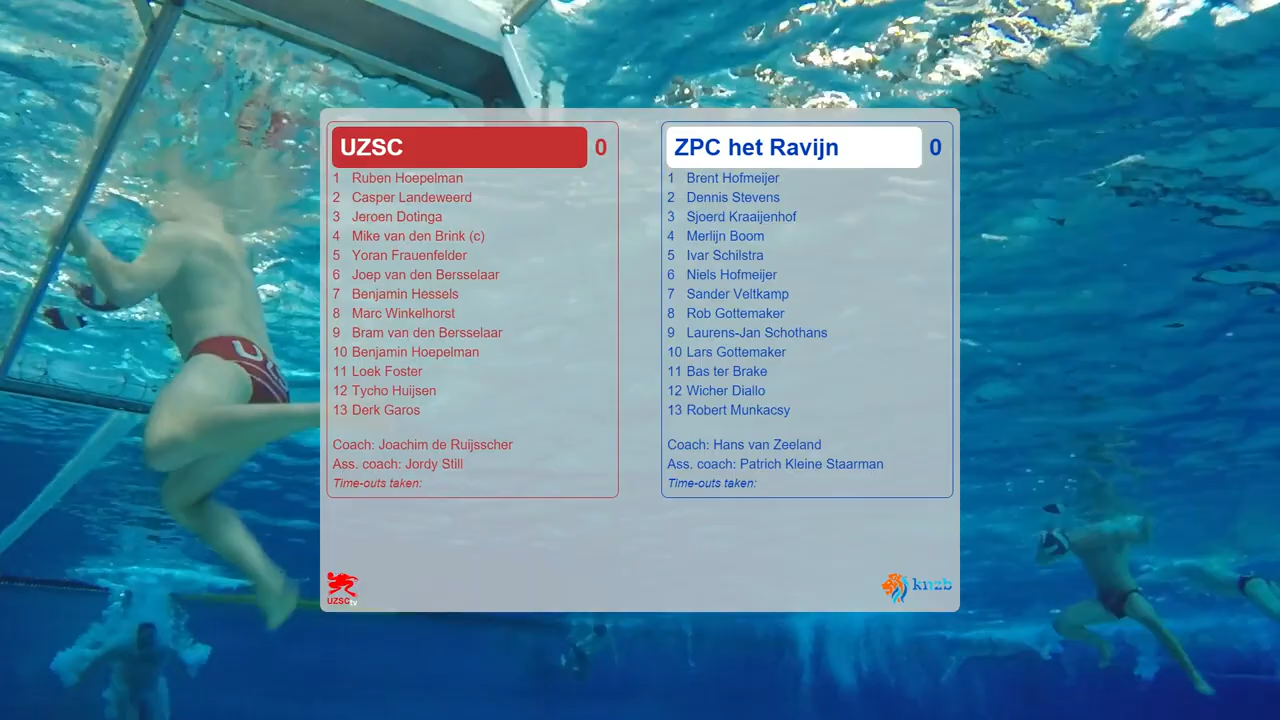 UZSC 0
1 Ruben Hoepelman
2 Casper Landeweerd
3 Jeroen Dotinga
4 Mike van den Brink (c)
5 Yoran Frauenfelder
6 Joep van den Bersselaar
7 Benjamin Hessels
8 Marc Winkelhorst
9 Bram van den Bersselaar
10 Benjamin Hoepelman
11 Loek Foster
12 Tycho Huijsen
13 Derk Garos
Coach: Joachim de Ruijsscher
Ass. coach: Jordy Still
Time-outs taken:
ZPC het Ravijn 0
1 Brent Hofmeijer
2 Dennis Stevens
3 Sjoerd Kraaijenhof
4 Merlijn Boom
5 Ivar Schilstra
6 Niels Hofmeijer
7 Sander Veltkamp
8 Rob Gottemaker
9 Laurens-Jan Schothans
10 Lars Gottemaker
11 Bas ter Brake
12 Wicher Diallo
13 Robert Munkacsy
Coach: Hans van Zeeland
Ass. coach: Patrich Kleine Staarman
Time-outs taken:
UZSCtv
knzb